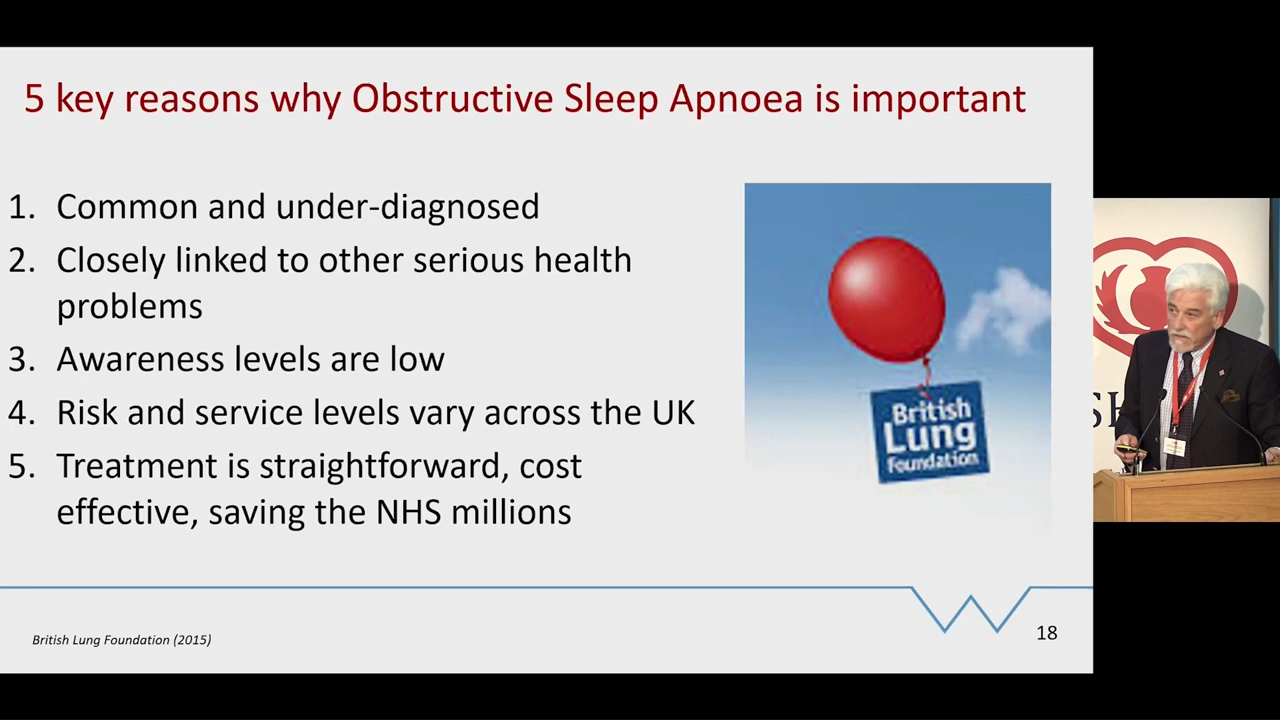 5 key reasons why Obstructive Sleep Apnoea is important
1. Common and under-diagnosed
2. Closely linked to other serious health
problems
3. Awareness levels are low
4. Risk and service levels vary across the UK
5. Treatment is straightforward, cost
effective, saving the NHS millions
British
Lung
Foundation
British Lung Foundation (2015)
18